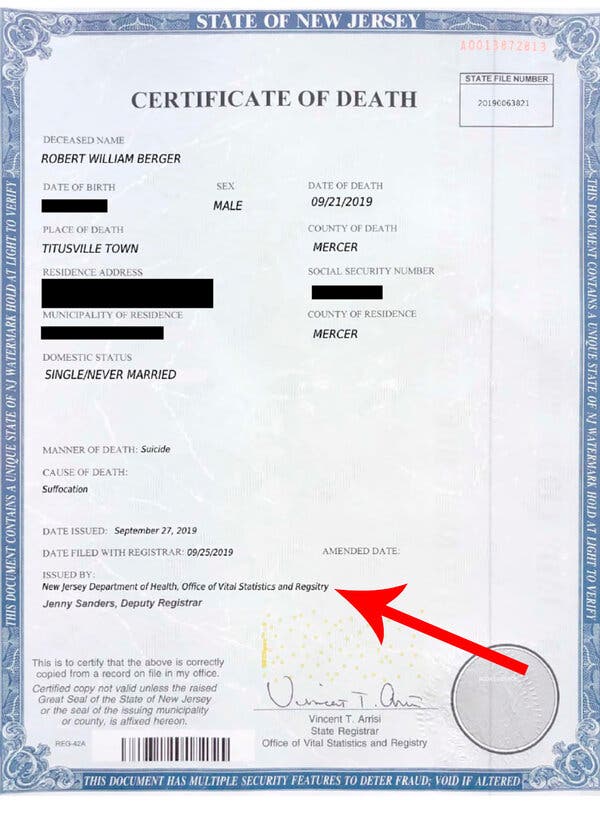 STATE OF NEW JERSEY
A0013872813
STATE FILE NUMBER
20190063821
CERTIFICATE OF DEATH
DECEASED NAME
ROBERT WILLIAM BERGER
DATE OF BIRTH SEX DATE OF DEATH
MALE 09/21/2019
PLACE OF DEATH COUNTY OF DEATH
TITUSVILLE TOWN MERCER
RESIDENCE ADDRESS SOCIAL SECURITY NUMBER
MUNICIPALITY OF RESIDENCE COUNTY OF RESIDENCE
MERCER
DOMESTIC STATUS
SINGLE/NEVER MARRIED
MANNER OF DEATH: Suicide
CAUSE OF DEATH:
Suffocation
DATE ISSUED: September 27, 2019
DATE FILED WITH REGISTRAR: 09/25/2019 AMENDED DATE:
ISSUED BY:
New Jersey Department of Health, Office of Vital Statistics and Regsitry
Jenny Sanders, Deputy Registrar
This is to certify that the above is correctly
copied from a record on file in my office.
Certified copy not valid unless the raised
Great Seal of the State of New Jersey
or the seal of the issuing municipality
or county, is affixed hereon.
REG-42A
Vincent T. Arrisi
Vincent T. Arrisi
State Registrar
Office of Vital Statistics and Registry
THIS DOCUMENT CONTAINS A UNIQUE STATE OF NJ WATERMARK HOLD AT LIGHT TO VERIFY
THIS DOCUMENT CONTAINS A UNIQUE STATE OF NJ WATERMARK HOLD AT LIGHT TO VERIFY
THIS DOCUMENT HAS MULTIPLE SECURITY FEATURES TO DETER FRAUD; VOID IF ALTERED